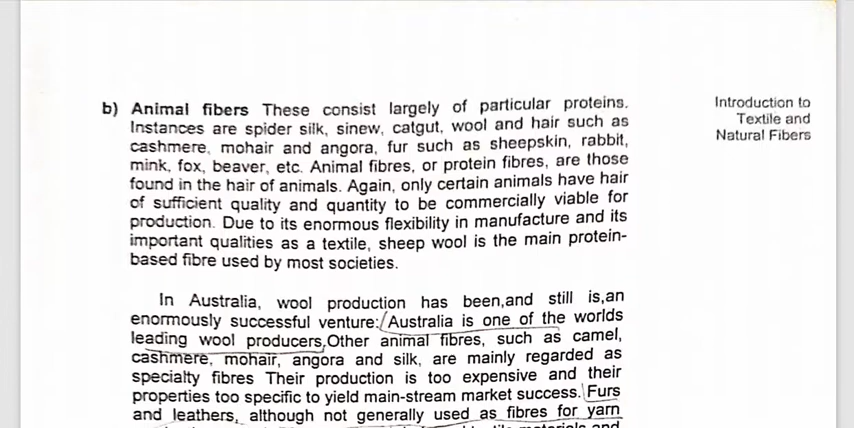 b) Animal fibers These consist largely of particular proteins.
Instances are spider silk, sinew, catgut, wool and hair such as
cashmere, mohair and angora, fur such as sheepskin, rabbit,
mink, fox, beaver, etc. Animal fibres, or protein fibres, are those
found in the hair of animals. Again, only certain animals have hair
of sufficient quality and quantity to be commercially viable for
production. Due to its enormous flexibility in manufacture and its
important qualities as a textile, sheep wool is the main protein-
based fibre used by most societies.
In Australia, wool production has been,and still is,an
enormously successful venture:Australia is one of the worlds
leading wool producers,Other animal fibres, such as camel,
cashmere, mohair, angora and silk, are mainly regarded as
specialty fibres Their production is too expensive and their
properties too specific to yield main-stream market success. Furs
and leathers, although not generally used as fibres for yarn
materials and
Introduction to
Textile and
Natural Fibers